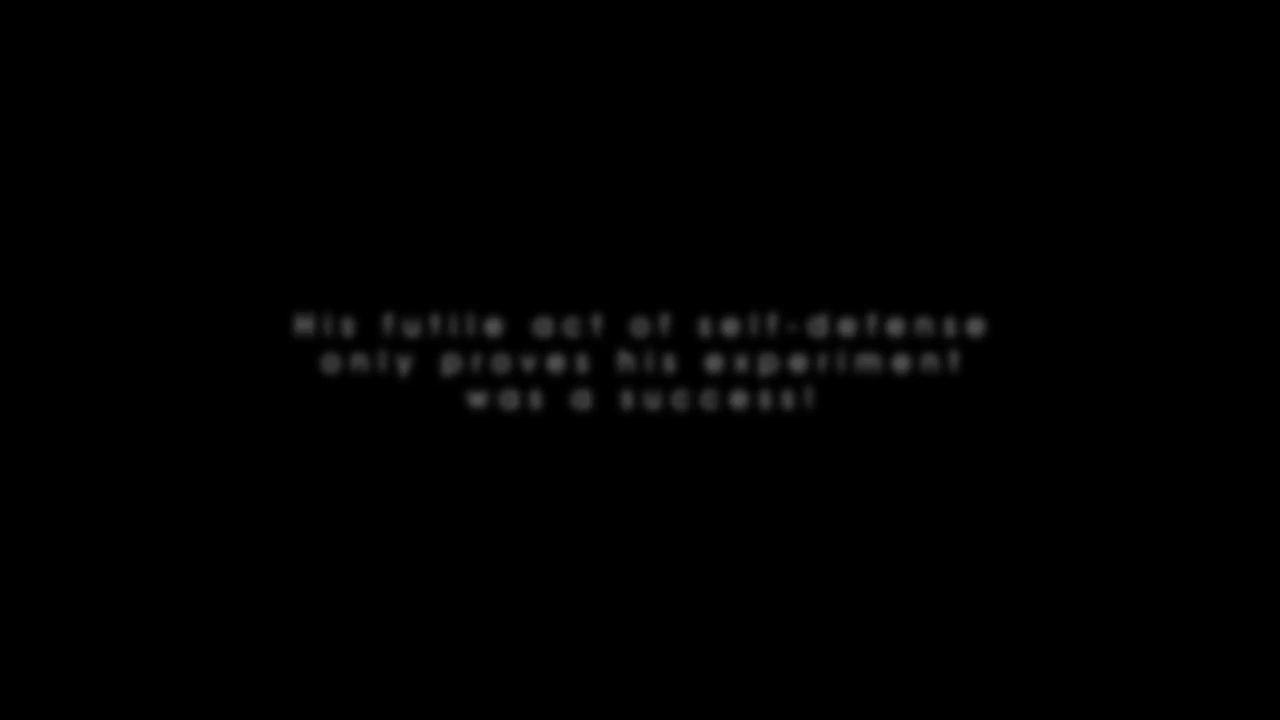 His futile act of self-defense
only proves his experiment
was a success!